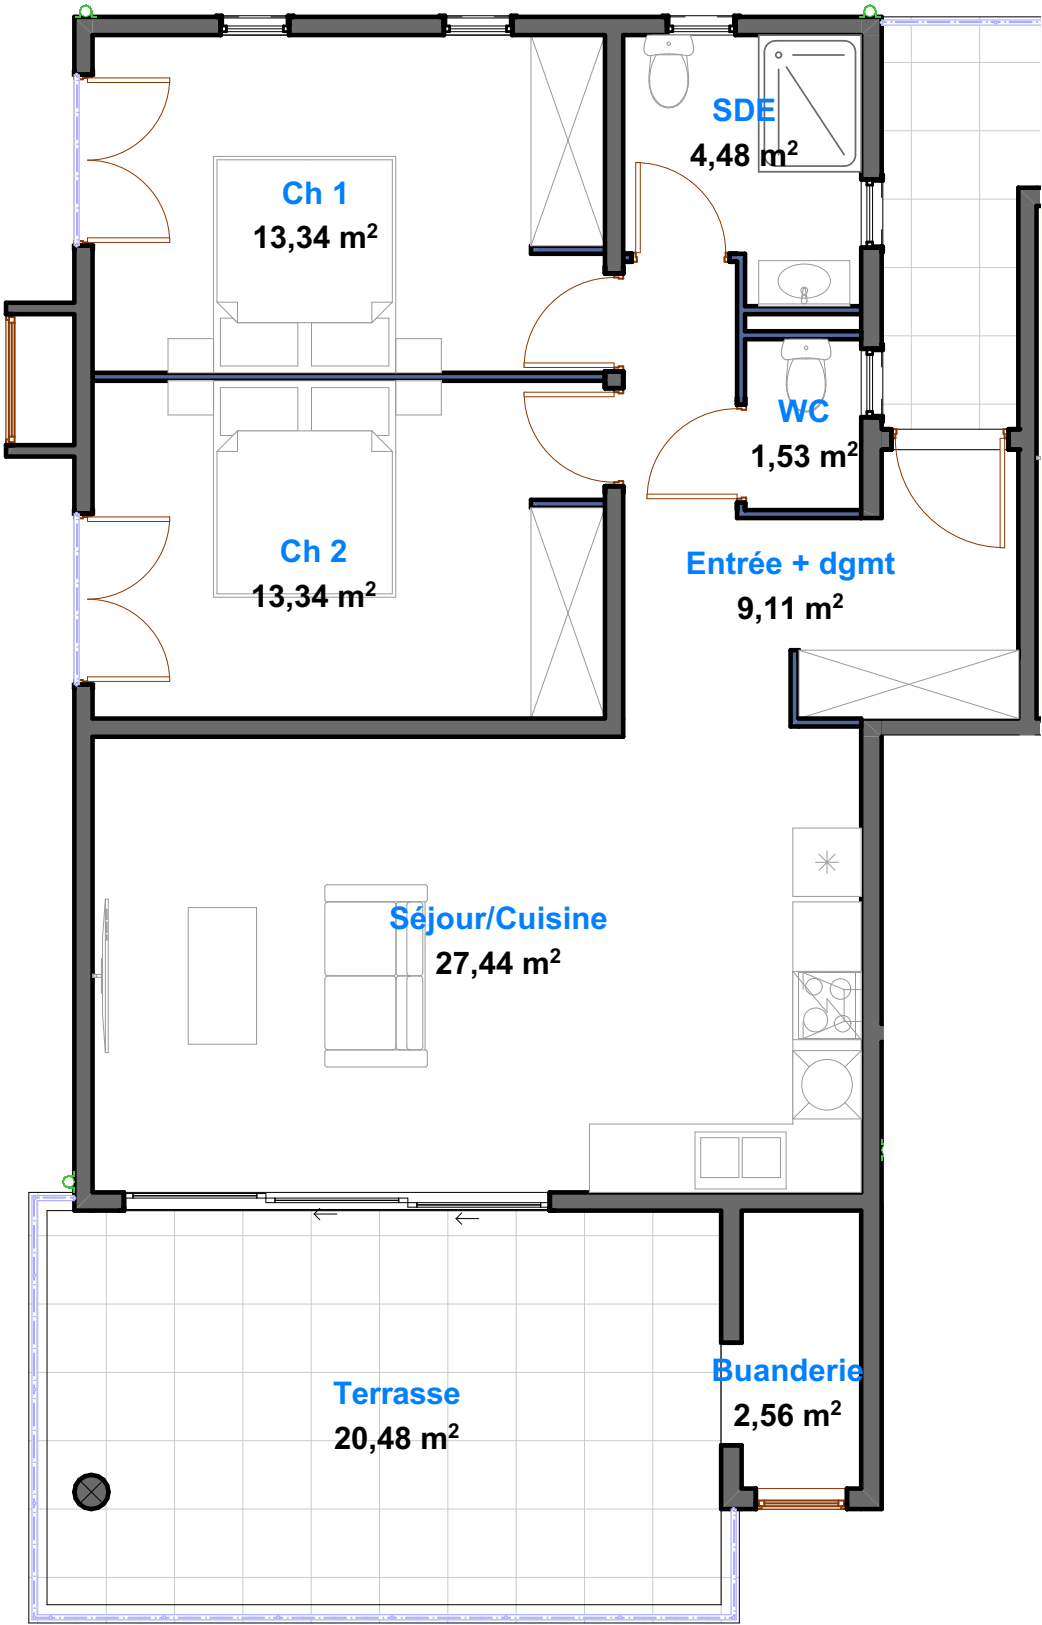 SDE
4,48 m²
Ch 1
13,34 m²
WC
1,53 m²
Ch 2
13,34 m²
Entrée + dgmt
9,11 m²
Séjour/Cuisine
27,44 m²
Terrasse
20,48 m²
Buanderie
2,56 m²